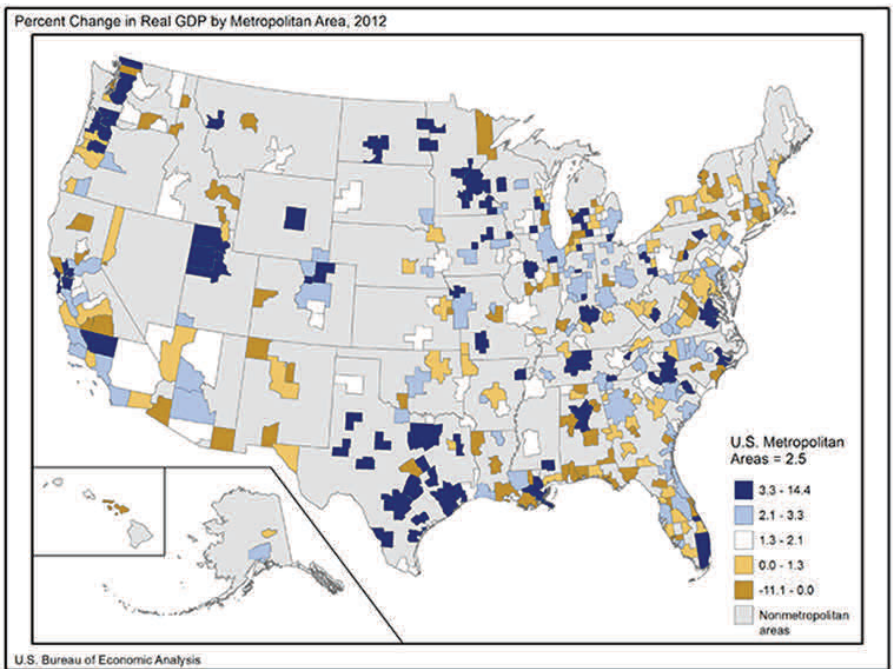 Percent Change in Real GDP by Metropolitan Area, 2012
U.S. Metropolitan
Areas = 2.5
3.3 - 14.4
2.1 - 3.3
1.3 - 2.1
0.0 - 1.3
-11.1 - 0.0
Nonmetropolitan
areas
U.S. Bureau of Economic Analysis